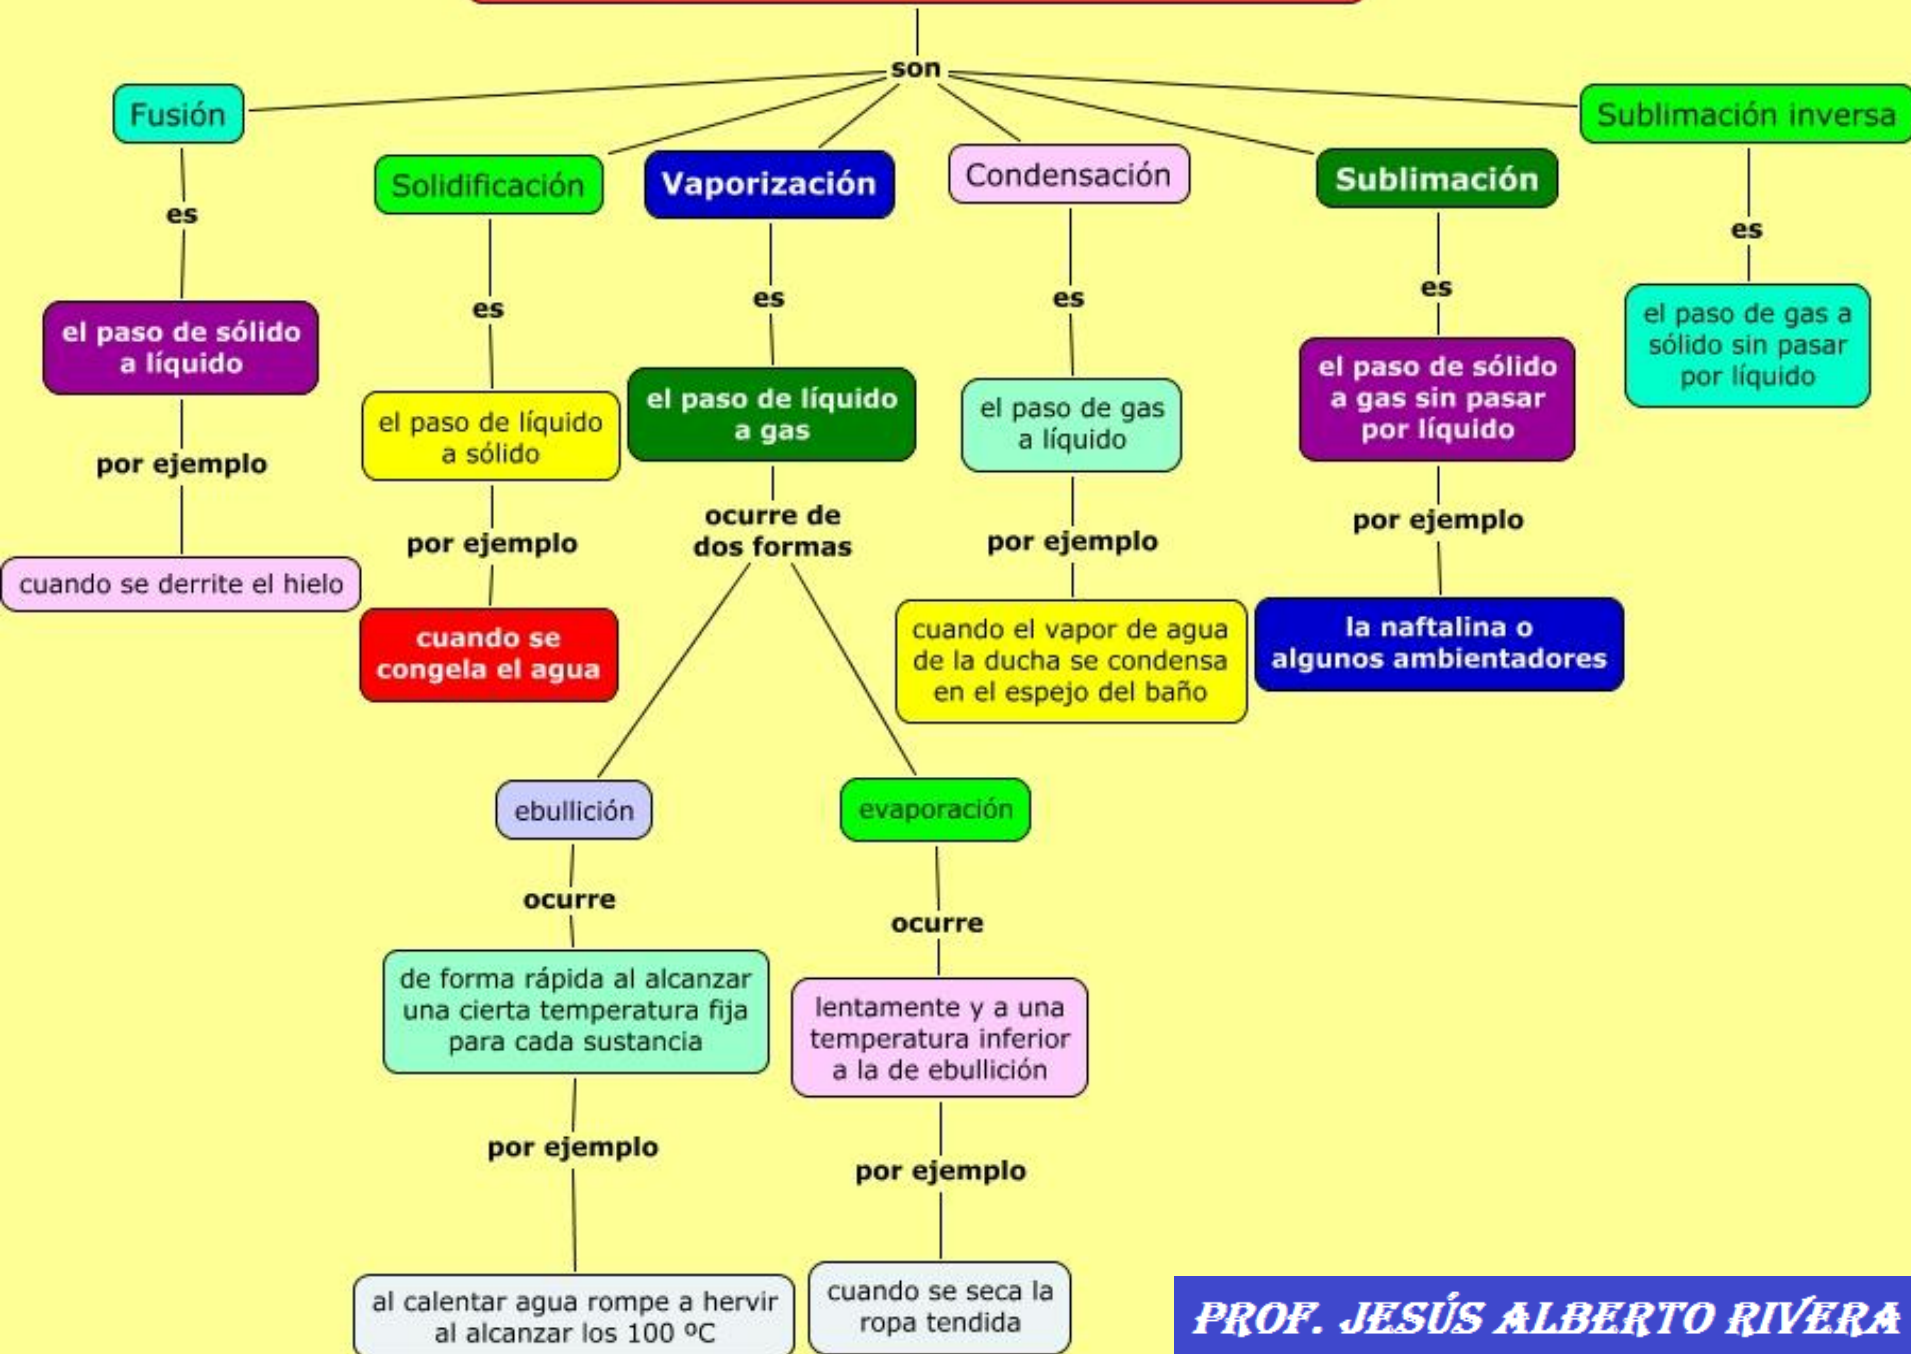 son
Fusión
es
el paso de sólido
a líquido
por ejemplo
cuando se derrite el hielo
Solidificación
es
el paso de líquido
a sólido
por ejemplo
cuando se
congela el agua
Vaporización
es
el paso de líquido
a gas
ocurre de
dos formas
ebullición
ocurre
de forma rápida al alcanzar
una cierta temperatura fija
para cada sustancia
por ejemplo
al calentar agua rompe a hervir
al alcanzar los 100 ºC
evaporación
ocurre
lentamente y a una
temperatura inferior
a la de ebullición
por ejemplo
cuando se seca la
ropa tendida
Condensación
es
el paso de gas
a líquido
por ejemplo
cuando el vapor de agua
de la ducha se condensa
en el espejo del baño
Sublimación
es
el paso de sólido
a gas sin pasar
por líquido
por ejemplo
la naftalina o
algunos ambientadores
Sublimación inversa
es
el paso de gas a
sólido sin pasar
por líquido
PROF. JESÚS ALBERTO RIVERA